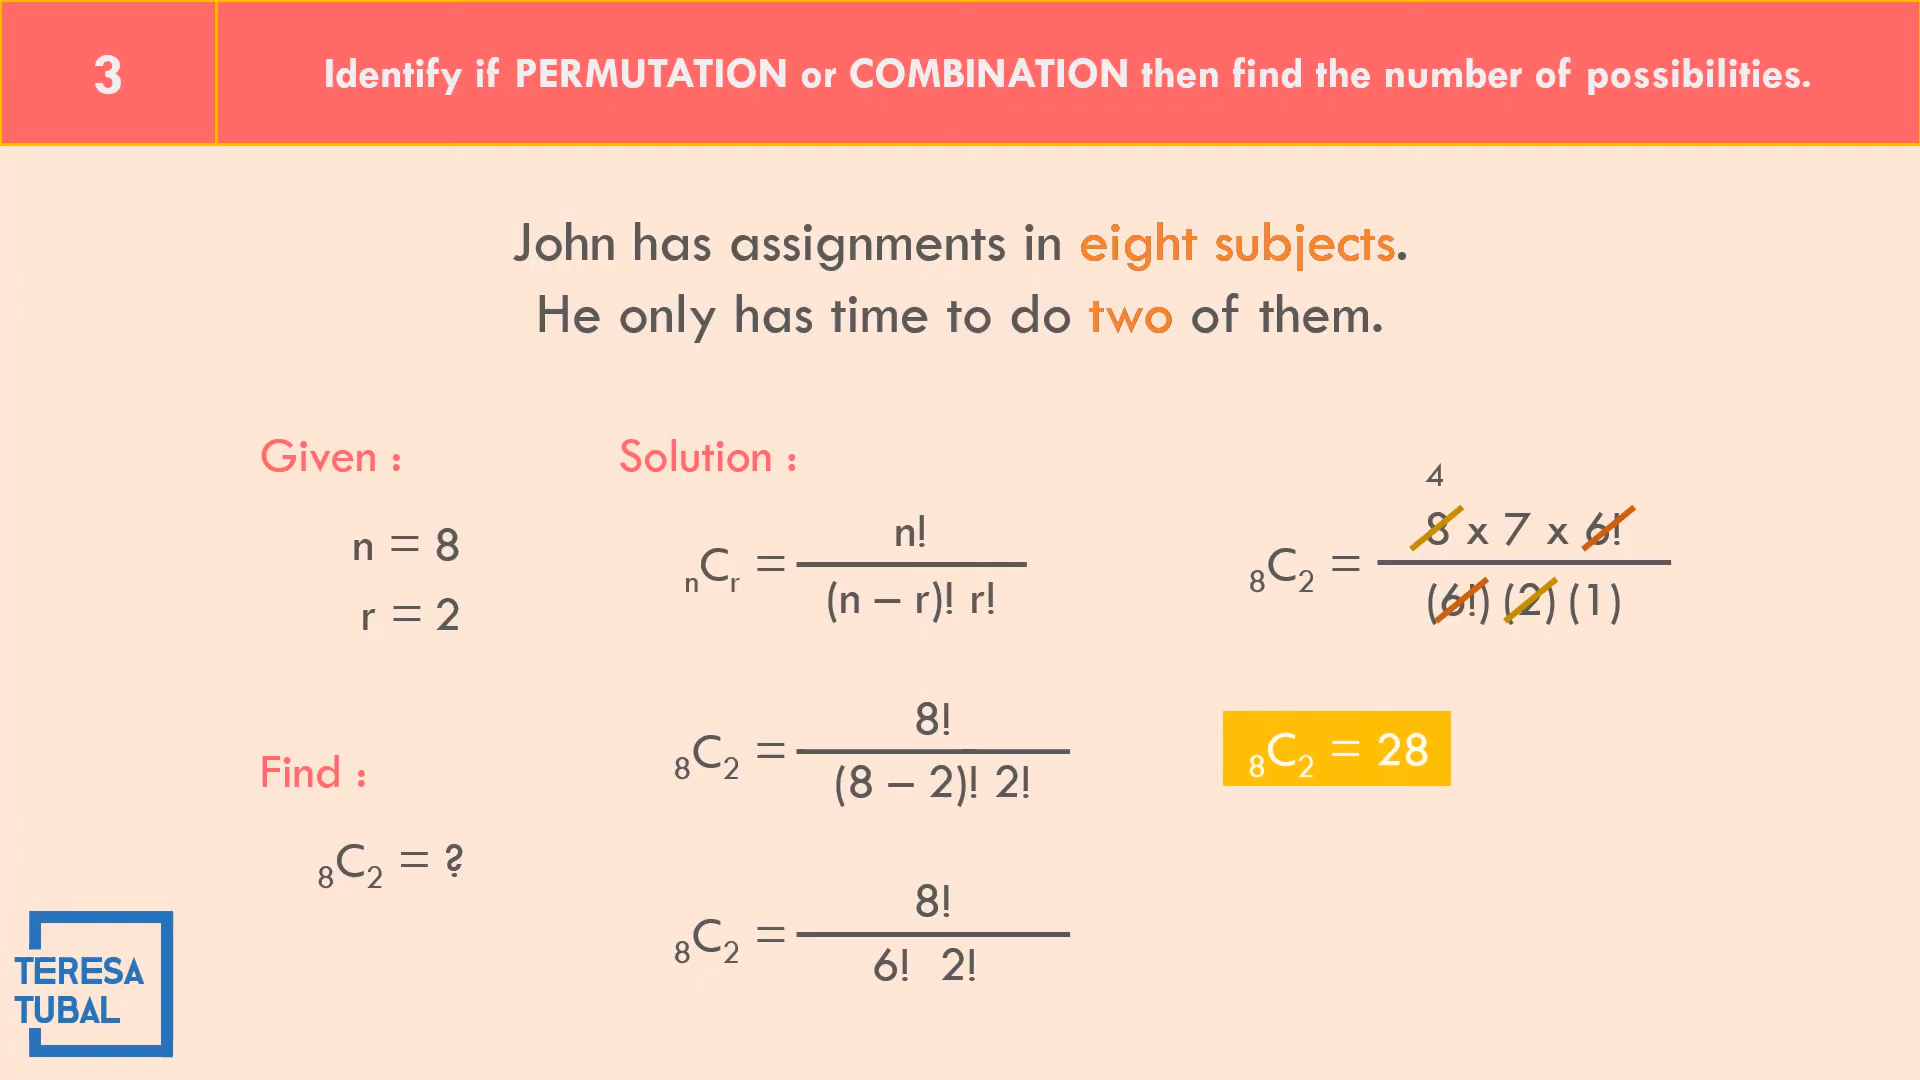 3
Identify if PERMUTATION or COMBINATION then find the number of possibilities.
John has assignments in eight subjects.
He only has time to do two of them.
Given :
n = 8
r = 2
Find :
₈C₂ = ?
Solution :
ₙCᵣ = n! / (n – r)! r!
₈C₂ = 8! / (8 – 2)! 2!
₈C₂ = 8! / 6! 2!
4
₈C₂ = 8 x 7 x 6! / (6!) (2) (1)
₈C₂ = 28
TERESA
TUBAL